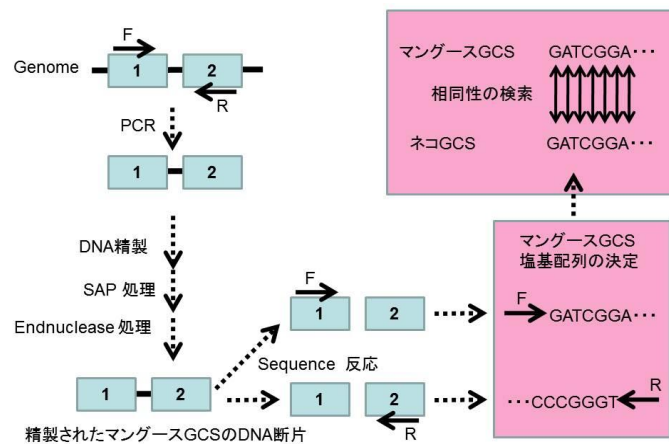 F
Genome
1
2
R
PCR
1
2
DNA精製
SAP 処理
Endnuclease 処理
1
2
精製されたマングースGCSのDNA断片
F
1
2
Sequence 反応
1
2
R
マングースGCS
GATCGGA･･･
相同性の検索
ネコGCS
GATCGGA･･･
マングースGCS
塩基配列の決定
F
GATCGGA･･･
･･･CCCGGGT
R